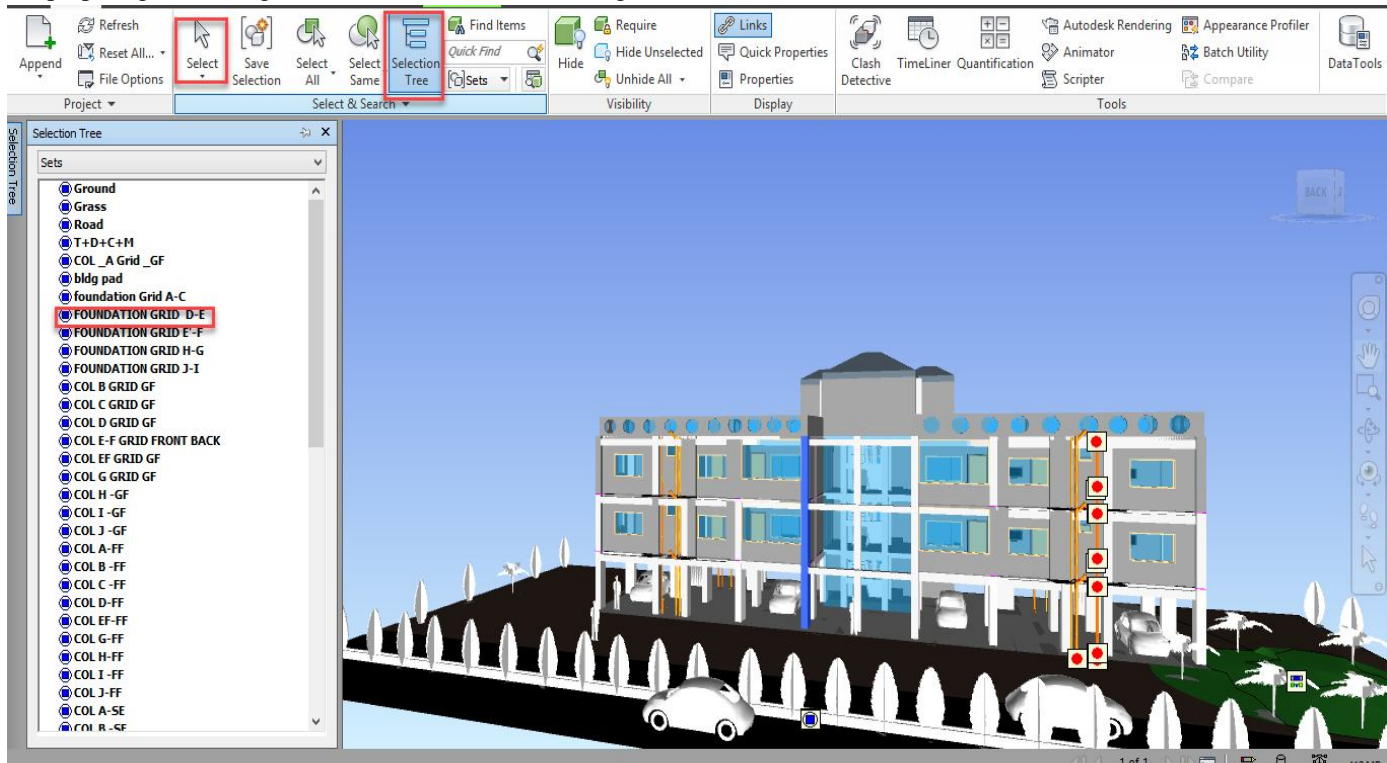 Refresh
Reset All...
File Options
Append
Project
Select
Save Selection
Select All
Select Same
Selection Tree
Find Items
Quick Find
Sets
Select & Search
Hide
Require
Hide Unselected
Unhide All
Visibility
Links
Quick Properties
Properties
Display
Clash Detective
TimeLiner
Quantification
Autodesk Rendering
Animator
Scripter
Appearance Profiler
Batch Utility
Compare
Tools
DataTools
Selection Tree
Selection Tree
Sets
Ground
Grass
Road
T+D+C+M
COL _A Grid _GF
bldg pad
foundation Grid A-C
FOUNDATION GRID D-E
FOUNDATION GRID E'-F
FOUNDATION GRID H-G
FOUNDATION GRID J-I
COL B GRID GF
COL C GRID GF
COL D GRID GF
COL E-F GRID FRONT BACK
COL EF GRID GF
COL G GRID GF
COL H -GF
COL I -GF
COL J -GF
COL A-FF
COL B -FF
COL C -FF
COL D-FF
COL EF-FF
COL G-FF
COL H-FF
COL I -FF
COL J-FF
COL A-SE
COL B -SE
BACK
1 of 1